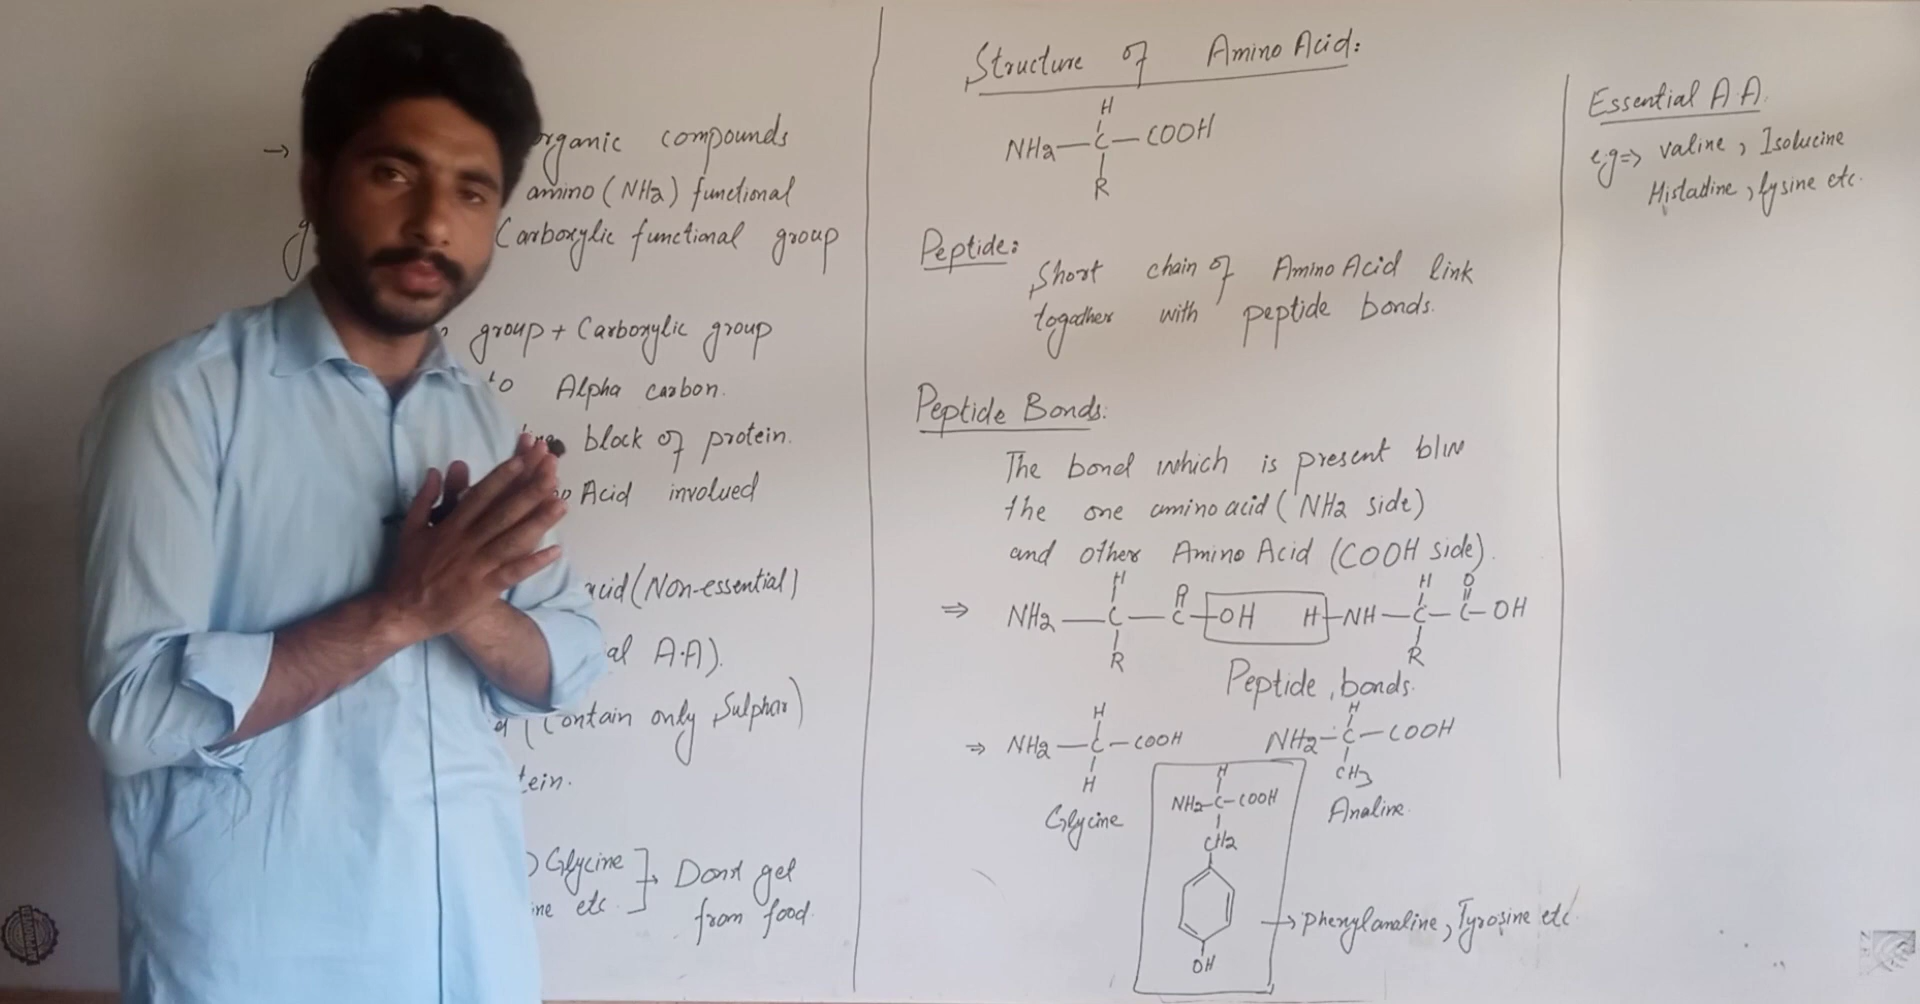 → organic compounds
amino (NH2) functional
Carboxylic functional group
group + Carboxylic group
to Alpha carbon.
block of protein.
Acid involved
acid (Non-essential)
al A.A).
(Contain only Sulphar)
tein.
Glycine
ine etc
→ Dont get
from food.
Structure of Amino Acid:
H
NH2—C—COOH
R
Peptide:
Short chain of Amino Acid link
togather with peptide bonds.
Peptide Bonds:
The bond which is present b/w
the one amino acid (NH2 side)
and other Amino Acid (COOH side).
H H O
⇒ NH2—C—C—OH H—NH—C—C—OH
R R
Peptide bonds.
H H
⇒ NH2—C—COOH NH2—C—COOH
H CH3
Glycine Analine.
H
NH2—C—COOH
CH2
OH
→ phenylanaline, Tyrosine etc
Essential A.A.
e.g⇒ valine, Isolucine
Histadine, lysine etc.